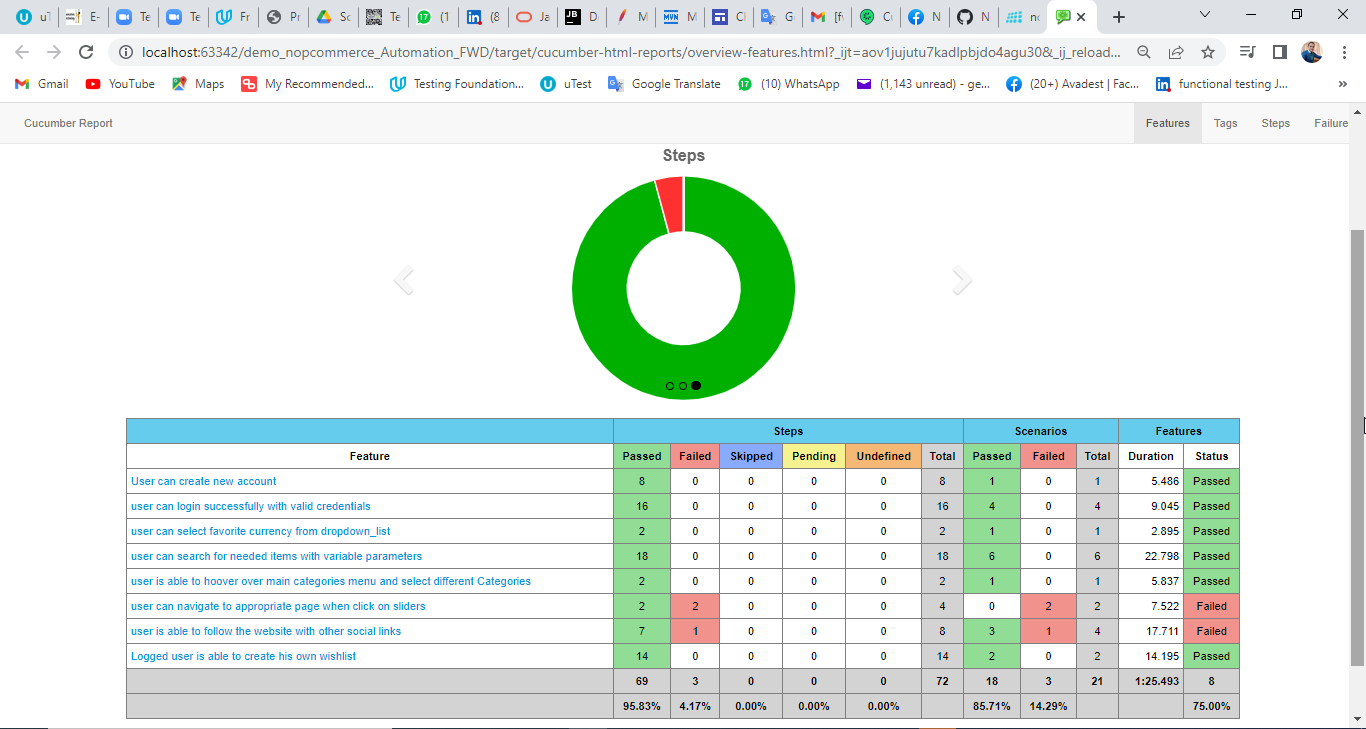 uT E- Te Te Fr Pr Sc Te (1 (8 Ja D M M Cl G [f C N N no
localhost:63342/demo_nopcommerce_Automation_FWD/target/cucumber-html-reports/overview-features.html?_ijt=aov1jujutu7kadlpbjdo4agu30&_ij_reload...
Gmail YouTube Maps My Recommended... Testing Foundation... uTest Google Translate (10) WhatsApp (1,143 unread) - ge... (20+) Avadest | Fac... functional testing J... »
Cucumber Report Features Tags Steps Failure
Steps
Steps Scenarios Features
Feature Passed Failed Skipped Pending Undefined Total Passed Failed Total Duration Status
User can create new account 8 0 0 0 0 8 1 0 1 5.486 Passed
user can login successfully with valid credentials 16 0 0 0 0 16 4 0 4 9.045 Passed
user can select favorite currency from dropdown_list 2 0 0 0 0 2 1 0 1 2.895 Passed
user can search for needed items with variable parameters 18 0 0 0 0 18 6 0 6 22.798 Passed
user is able to hoover over main categories menu and select different Categories 2 0 0 0 0 2 1 0 1 5.837 Passed
user can navigate to appropriate page when click on sliders 2 2 0 0 0 4 0 2 2 7.522 Failed
user is able to follow the website with other social links 7 1 0 0 0 8 3 1 4 17.711 Failed
Logged user is able to create his own wishlist 14 0 0 0 0 14 2 0 2 14.195 Passed
69 3 0 0 0 72 18 3 21 1:25.493 8
95.83% 4.17% 0.00% 0.00% 0.00% 85.71% 14.29% 75.00%